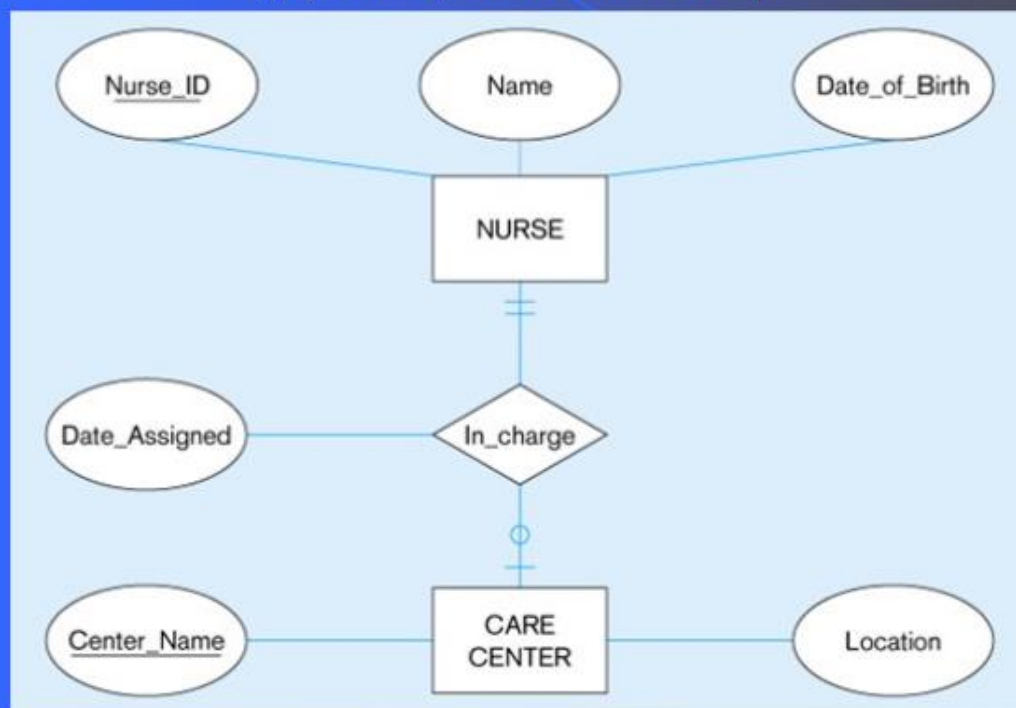 Nurse_ID
Name
Date_of_Birth
NURSE
Date_Assigned
In_charge
Center_Name
CARE
CENTER
Location